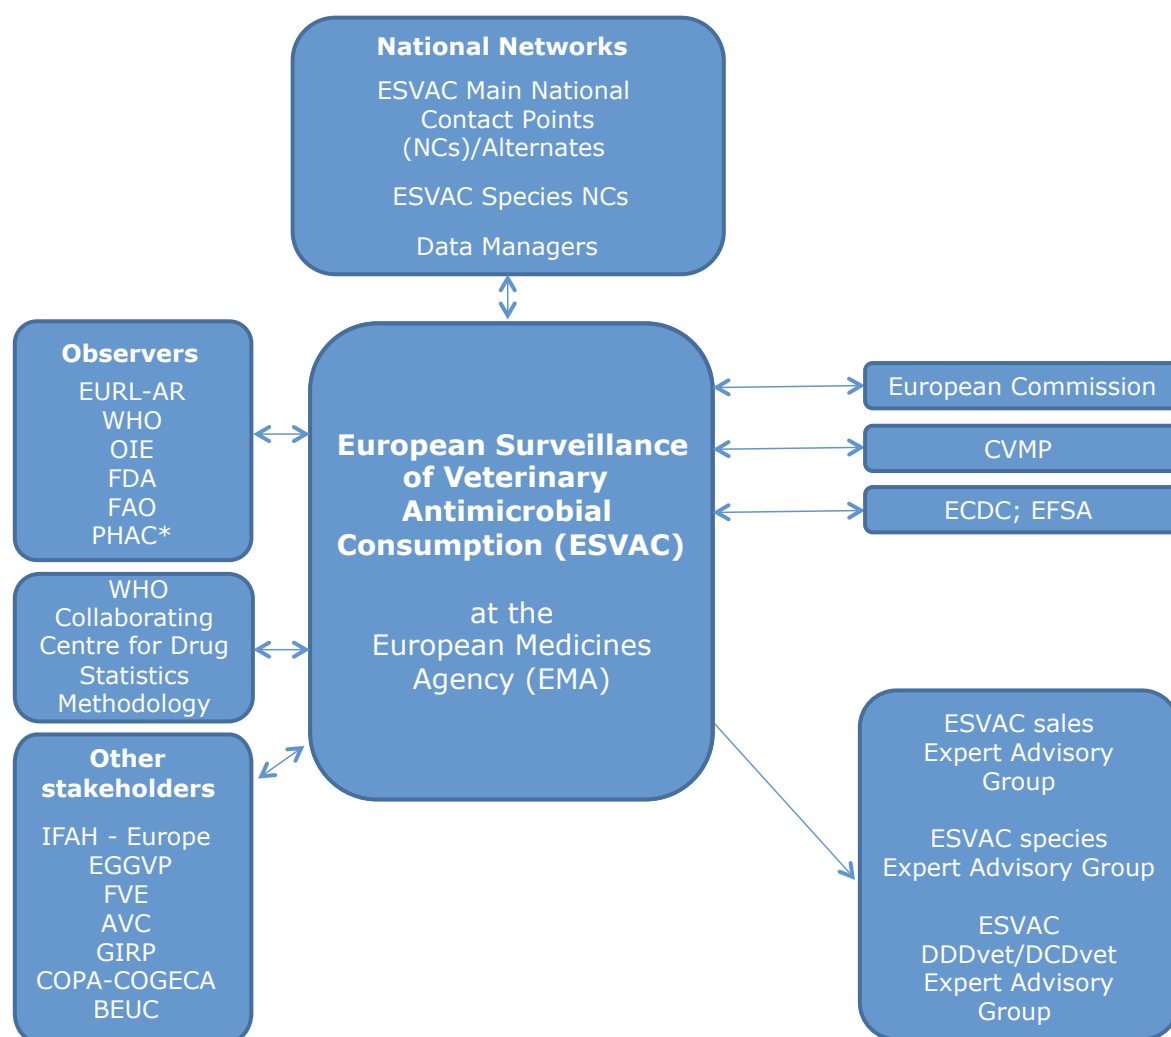 National Networks
ESVAC Main National
Contact Points
(NCs)/Alternates
ESVAC Species NCs
Data Managers
Observers
EURL-AR
WHO
OIE
FDA
FAO
PHAC*
WHO
Collaborating
Centre for Drug
Statistics
Methodology
Other
stakeholders
IFAH - Europe
EGGVP
FVE
AVC
GIRP
COPA-COGECA
BEUC
European Surveillance
of Veterinary
Antimicrobial
Consumption (ESVAC)
at the
European Medicines
Agency (EMA)
European Commission
CVMP
ECDC; EFSA
ESVAC sales
Expert Advisory
Group
ESVAC species
Expert Advisory Group
ESVAC
DDDvet/DCDvet
Expert Advisory
Group